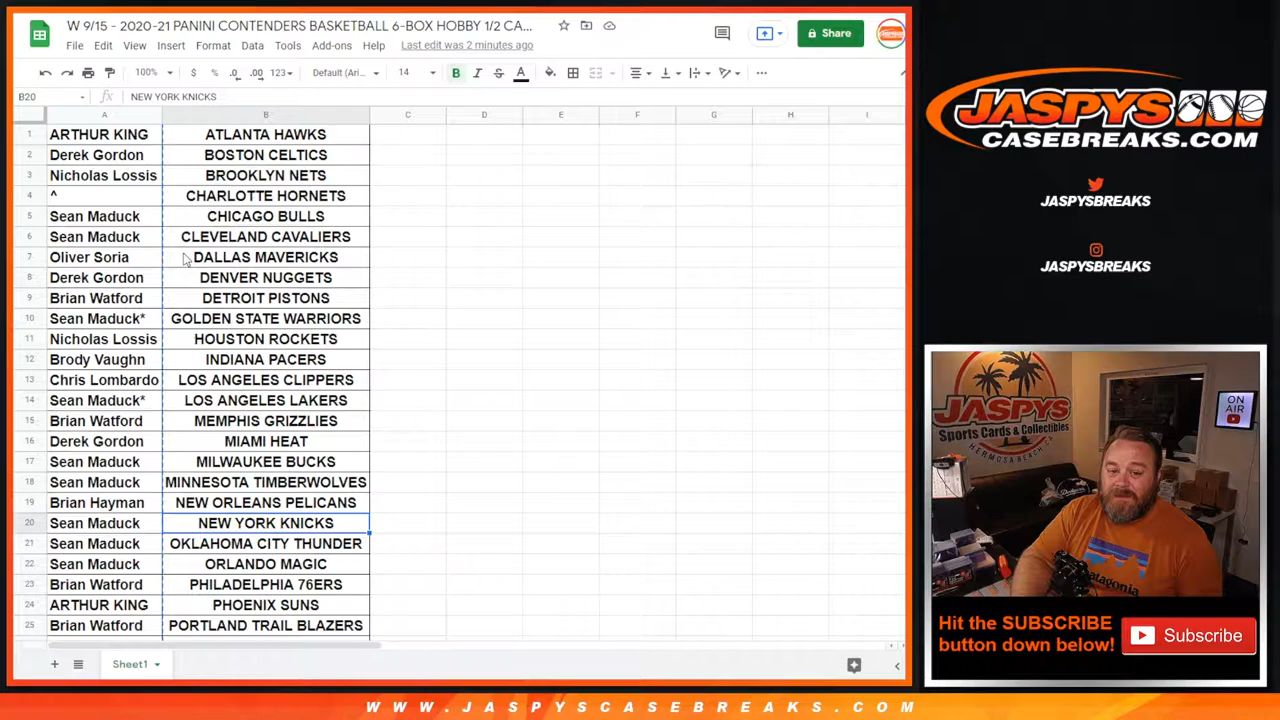 W 9/15 - 2020-21 PANINI CONTENDERS BASKETBALL 6-BOX HOBBY 1/2 CA...
File Edit View Insert Format Data Tools Add-ons Help Last edit was 2 minutes ago
Share
100% $ % .0 .00 123 Default (Ari... 14 B I S A
B20 fx NEW YORK KNICKS
A B C D E F G H I
1 ARTHUR KING ATLANTA HAWKS
2 Derek Gordon BOSTON CELTICS
3 Nicholas Lossis BROOKLYN NETS
4 ^ CHARLOTTE HORNETS
5 Sean Maduck CHICAGO BULLS
6 Sean Maduck CLEVELAND CAVALIERS
7 Oliver Soria DALLAS MAVERICKS
8 Derek Gordon DENVER NUGGETS
9 Brian Watford DETROIT PISTONS
10 Sean Maduck* GOLDEN STATE WARRIORS
11 Nicholas Lossis HOUSTON ROCKETS
12 Brody Vaughn INDIANA PACERS
13 Chris Lombardo LOS ANGELES CLIPPERS
14 Sean Maduck* LOS ANGELES LAKERS
15 Brian Watford MEMPHIS GRIZZLIES
16 Derek Gordon MIAMI HEAT
17 Sean Maduck MILWAUKEE BUCKS
18 Sean Maduck MINNESOTA TIMBERWOLVES
19 Brian Hayman NEW ORLEANS PELICANS
20 Sean Maduck NEW YORK KNICKS
21 Sean Maduck OKLAHOMA CITY THUNDER
22 Sean Maduck ORLANDO MAGIC
23 Brian Watford PHILADELPHIA 76ERS
24 ARTHUR KING PHOENIX SUNS
25 Brian Watford PORTLAND TRAIL BLAZERS
Sheet1
JASPYS
CASEBREAKS.COM
JASPYSBREAKS
JASPYSBREAKS
JASPYS
Sports Cards & Collectibles
HERMOSA BEACH
ON
AIR
Dodgers
patagonia
Hit the SUBSCRIBE
button down below!
Subscribe
WWW.JASPYSCASEBREAKS.COM